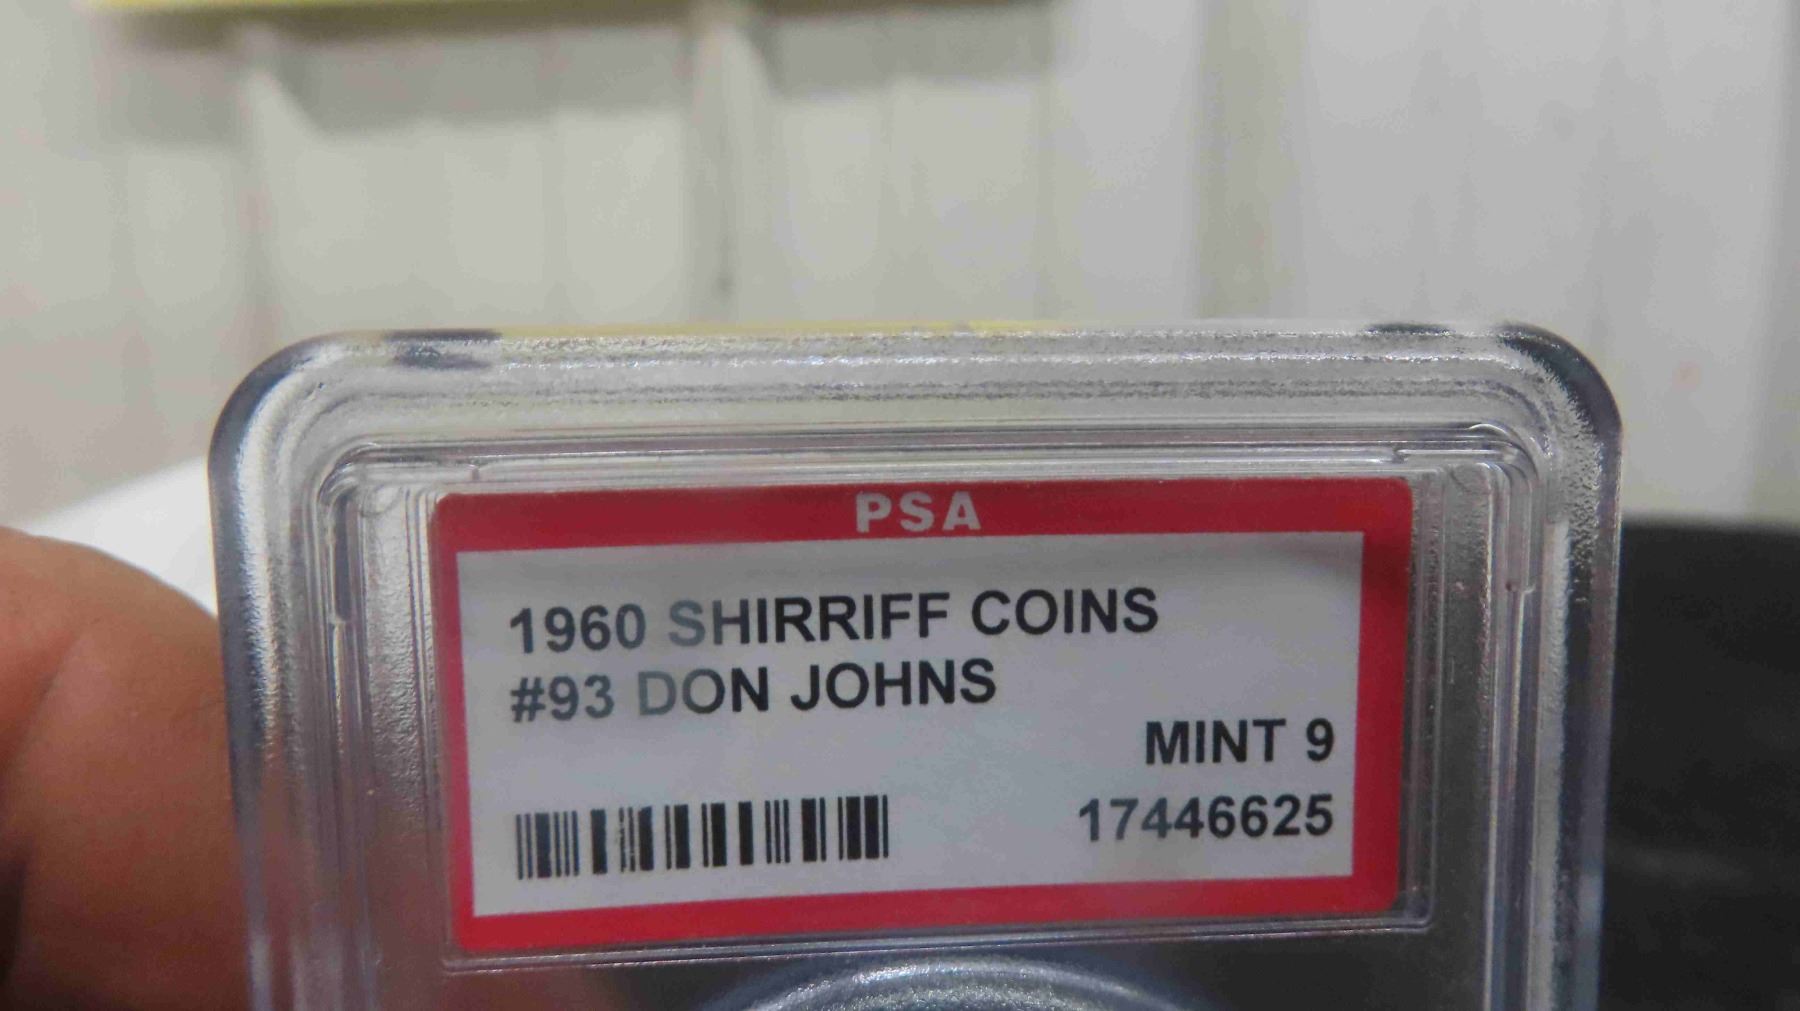 PSA
1960 SHIRRIFF COINS
#93 DON JOHNS
MINT 9
17446625